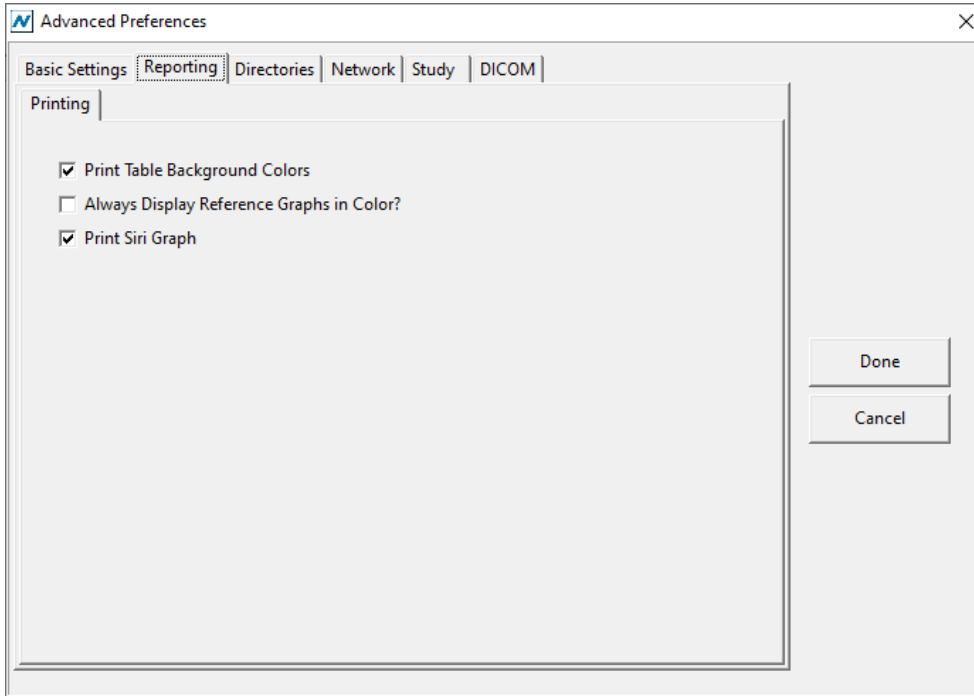 Advanced Preferences
Basic Settings Reporting Directories Network Study DICOM
Printing
Print Table Background Colors
Always Display Reference Graphs in Color?
Print Siri Graph
Done
Cancel